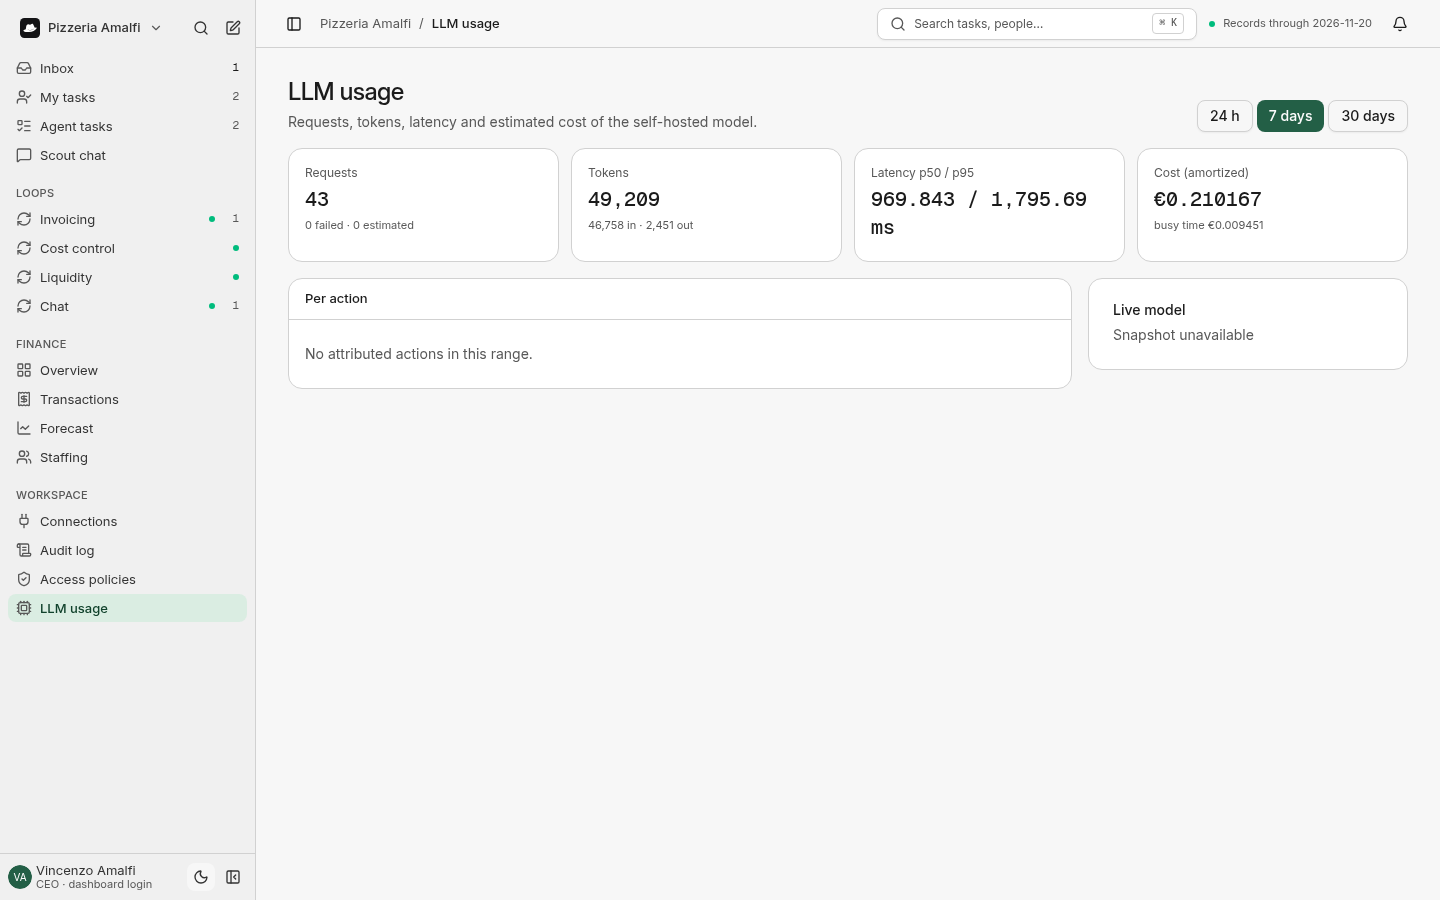 Pizzeria Amalfi
Inbox 1
My tasks 2
Agent tasks 2
Scout chat
LOOPS
Invoicing 1
Cost control
Liquidity
Chat 1
FINANCE
Overview
Transactions
Forecast
Staffing
WORKSPACE
Connections
Audit log
Access policies
LLM usage
VA
Vincenzo Amalfi
CEO · dashboard login
Pizzeria Amalfi / LLM usage
Search tasks, people... ⌘ K
Records through 2026-11-20
LLM usage
Requests, tokens, latency and estimated cost of the self-hosted model.
24 h 7 days 30 days
Requests
43
0 failed · 0 estimated
Tokens
49,209
46,758 in · 2,451 out
Latency p50 / p95
969.843 / 1,795.69
ms
Cost (amortized)
€0.210167
busy time €0.009451
Per action
No attributed actions in this range.
Live model
Snapshot unavailable